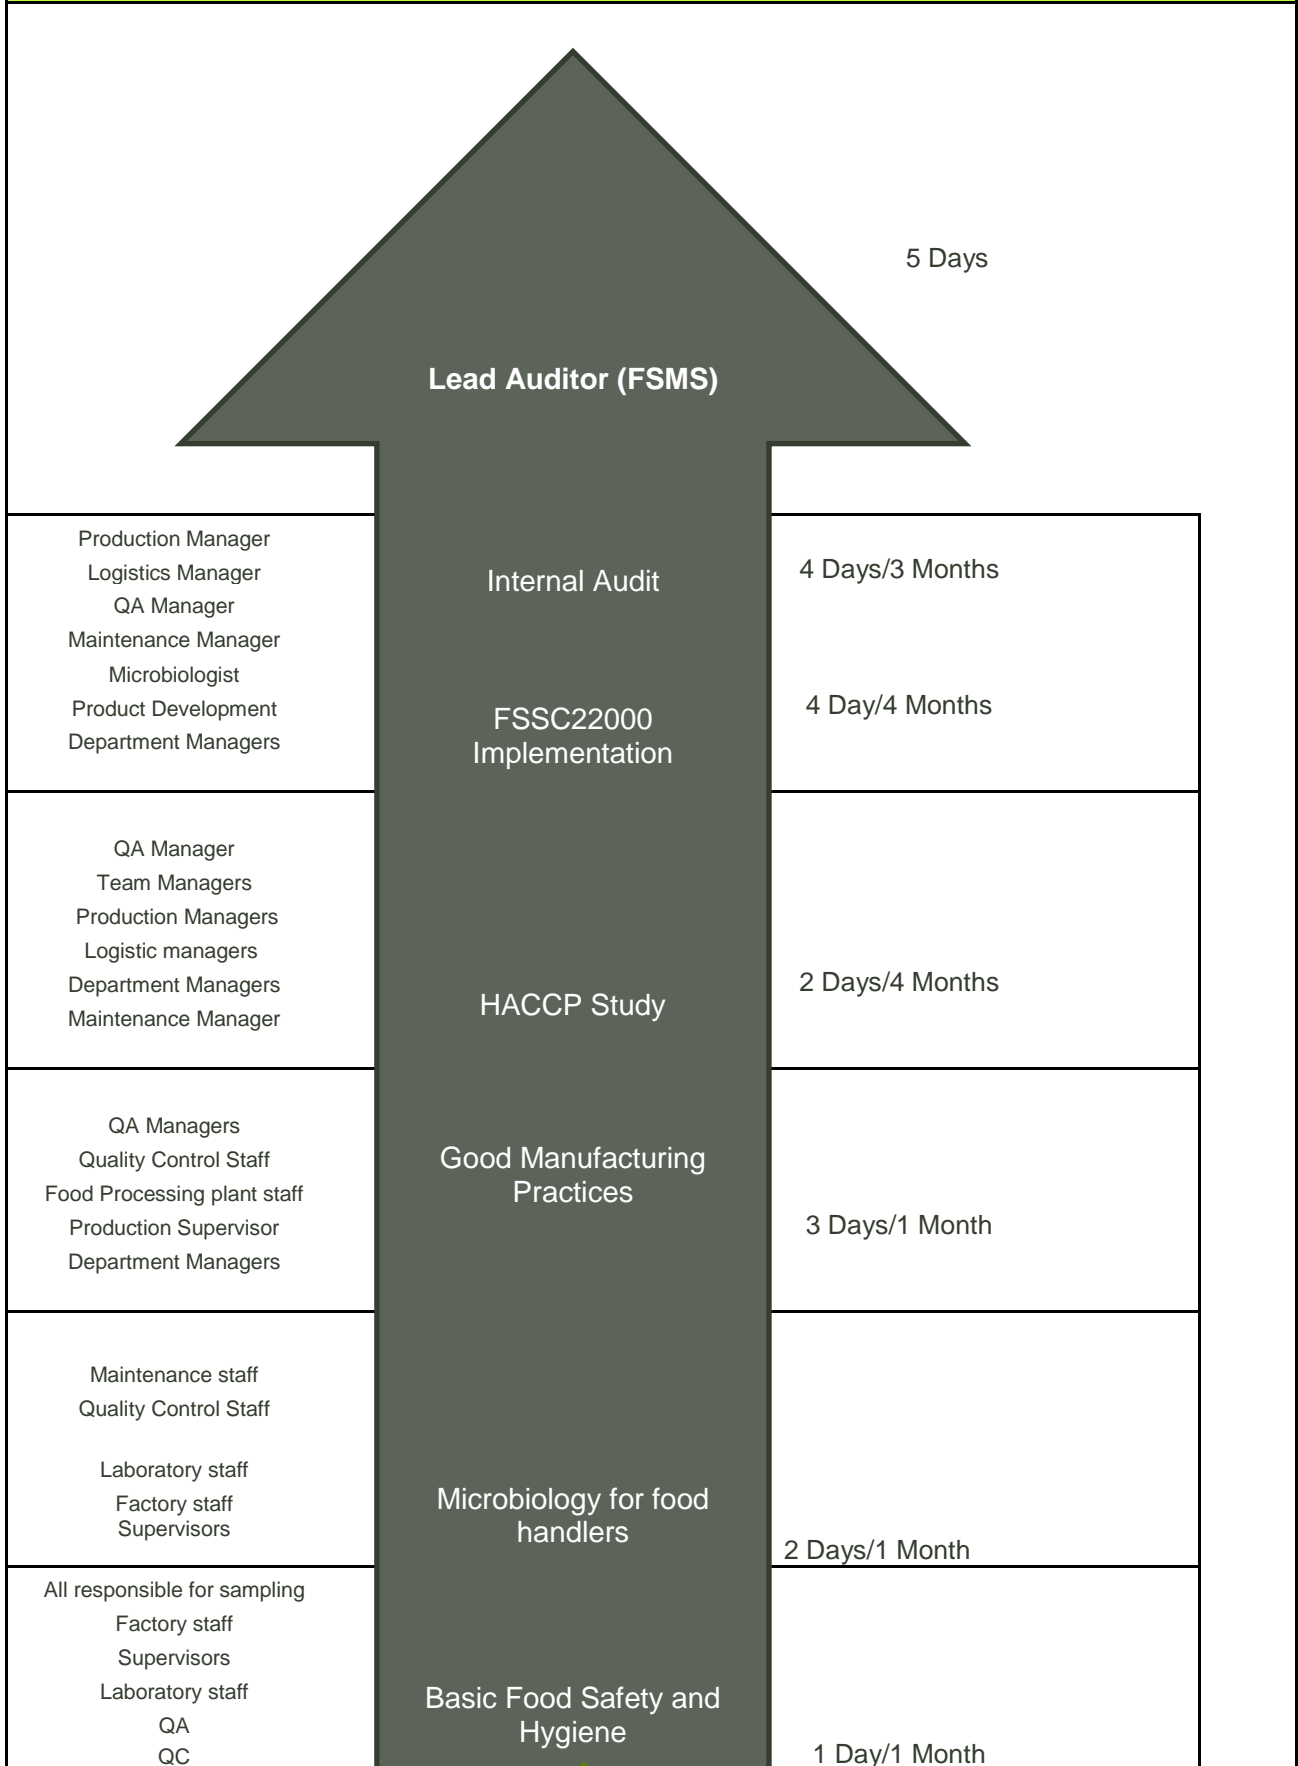 5 Days
Lead Auditor (FSMS)
Production Manager
Logistics Manager
QA Manager
Maintenance Manager
Microbiologist
Product Development
Department Managers
Internal Audit
FSSC22000
Implementation
4 Days/3 Months
4 Day/4 Months
QA Manager
Team Managers
Production Managers
Logistic managers
Department Managers
Maintenance Manager
HACCP Study
2 Days/4 Months
QA Managers
Quality Control Staff
Food Processing plant staff
Production Supervisor
Department Managers
Good Manufacturing
Practices
3 Days/1 Month
Maintenance staff
Quality Control Staff
Laboratory staff
Factory staff
Supervisors
Microbiology for food
handlers
2 Days/1 Month
All responsible for sampling
Factory staff
Supervisors
Laboratory staff
QA
QC
Basic Food Safety and
Hygiene
1 Day/1 Month